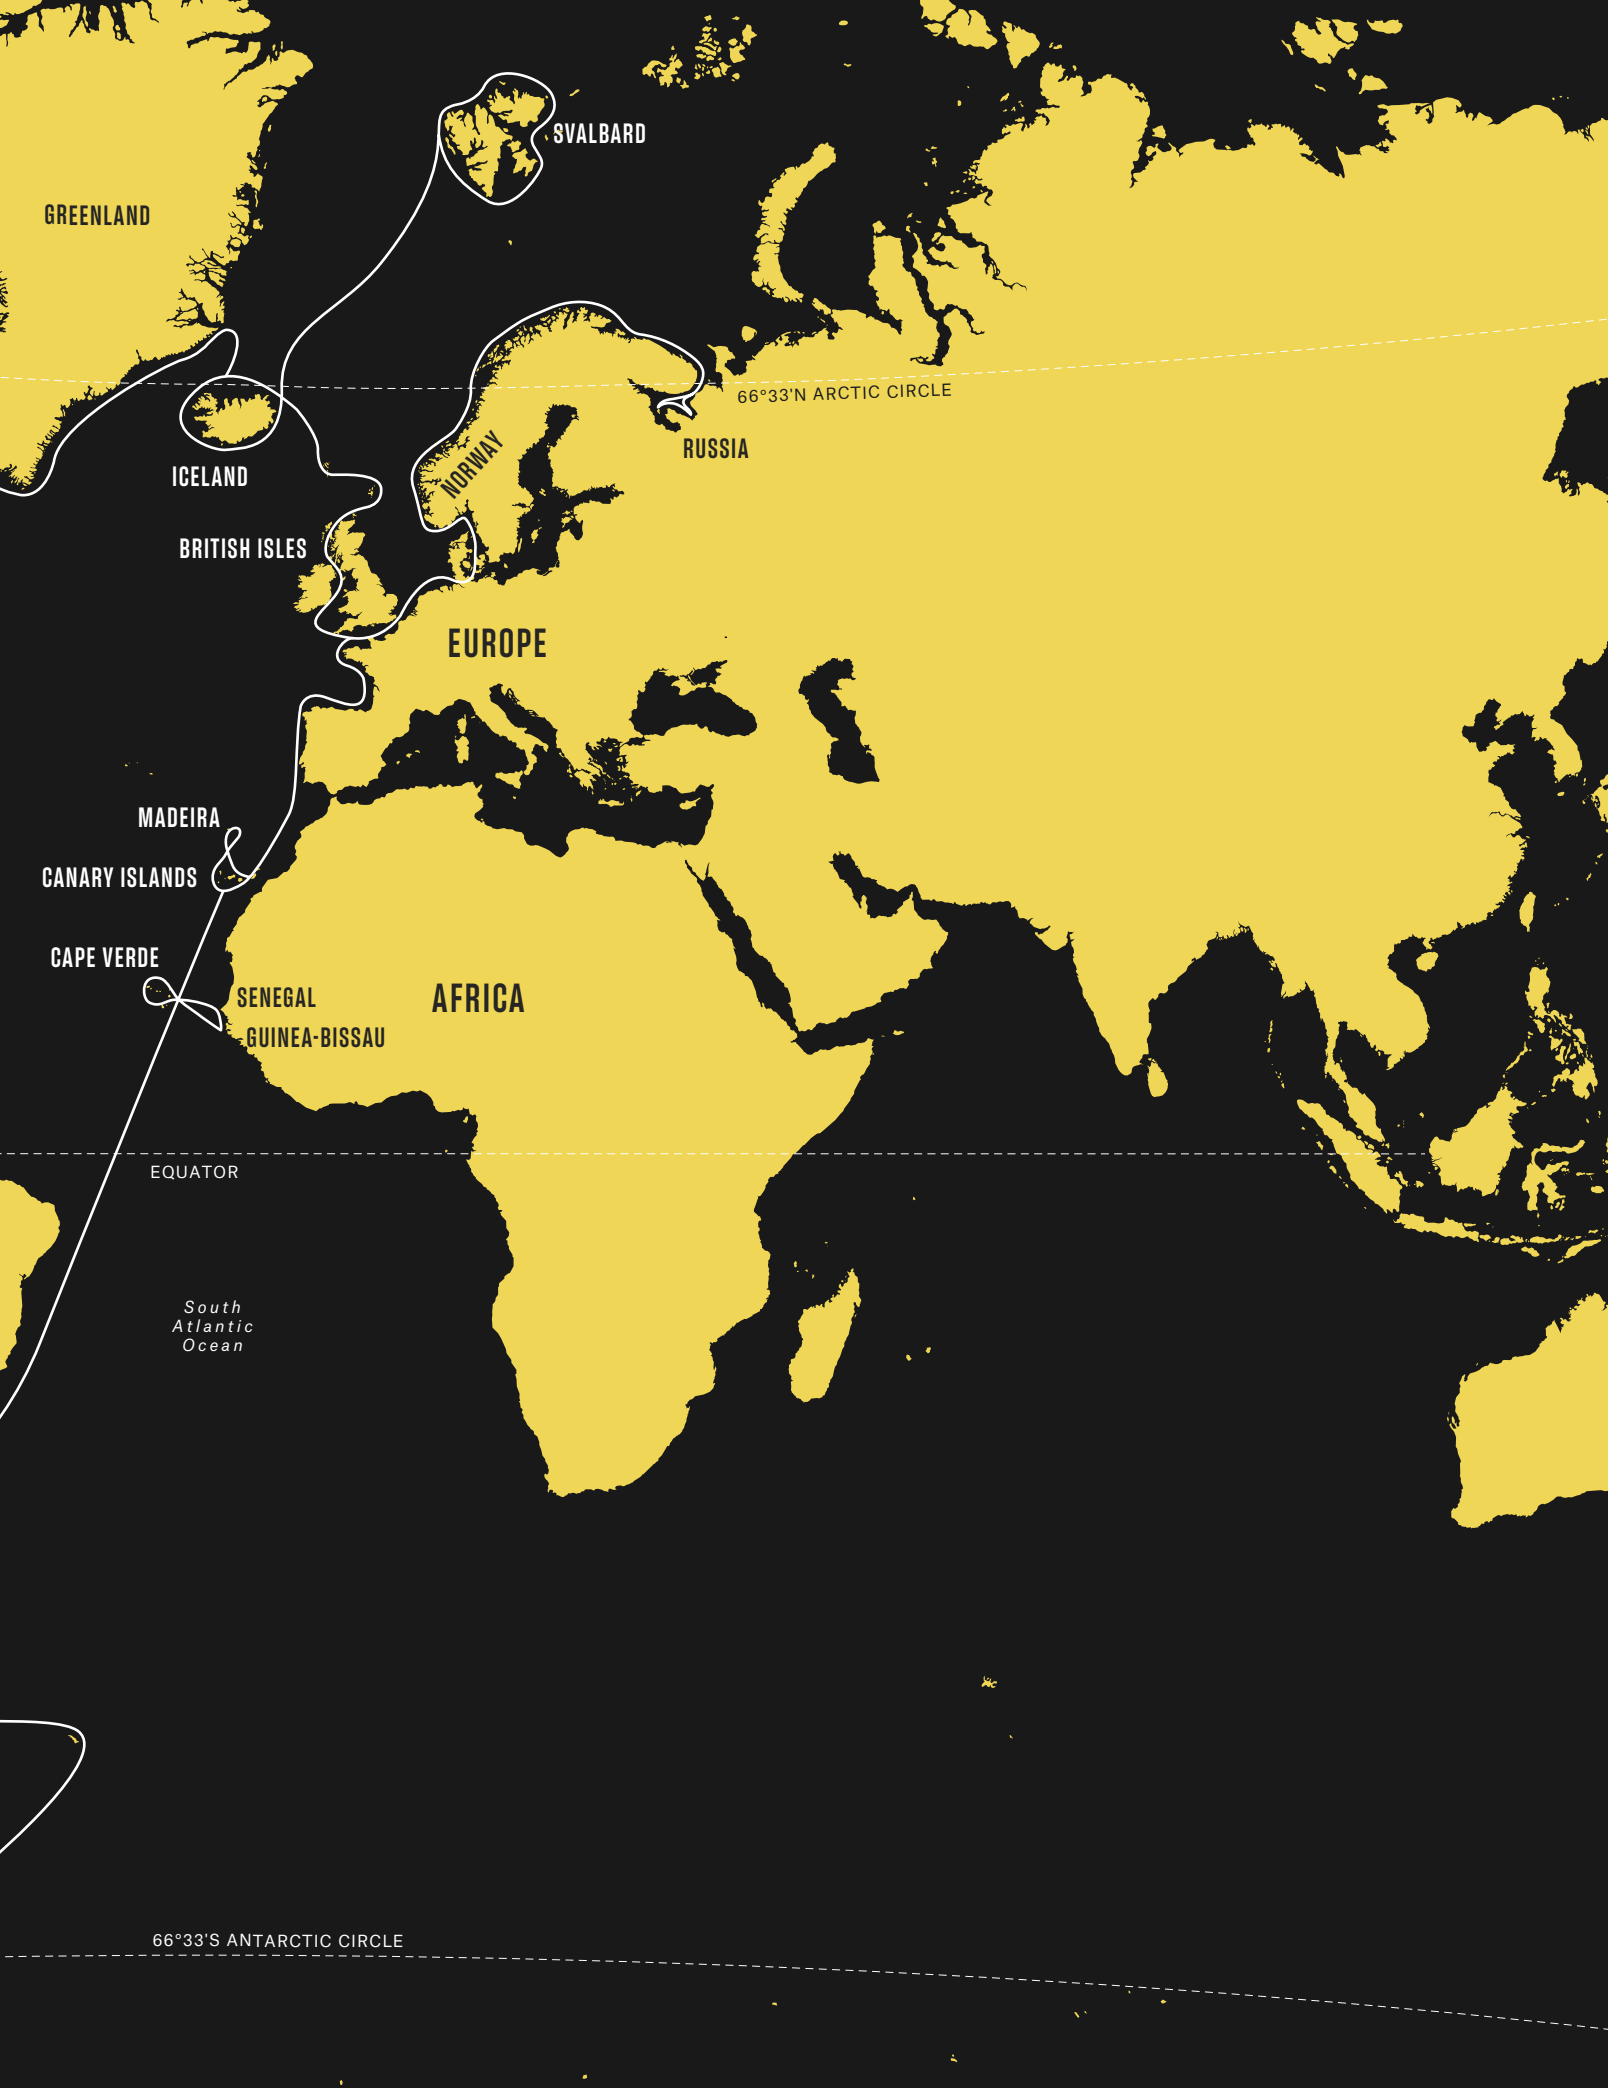 SVALBARD
GREENLAND
66°33'N ARCTIC CIRCLE
RUSSIA
NORWAY
ICELAND
BRITISH ISLES
EUROPE
MADEIRA
CANARY ISLANDS
CAPE VERDE
SENEGAL
AFRICA
GUINEA-BISSAU
EQUATOR
South
Atlantic
Ocean
66°33'S ANTARCTIC CIRCLE